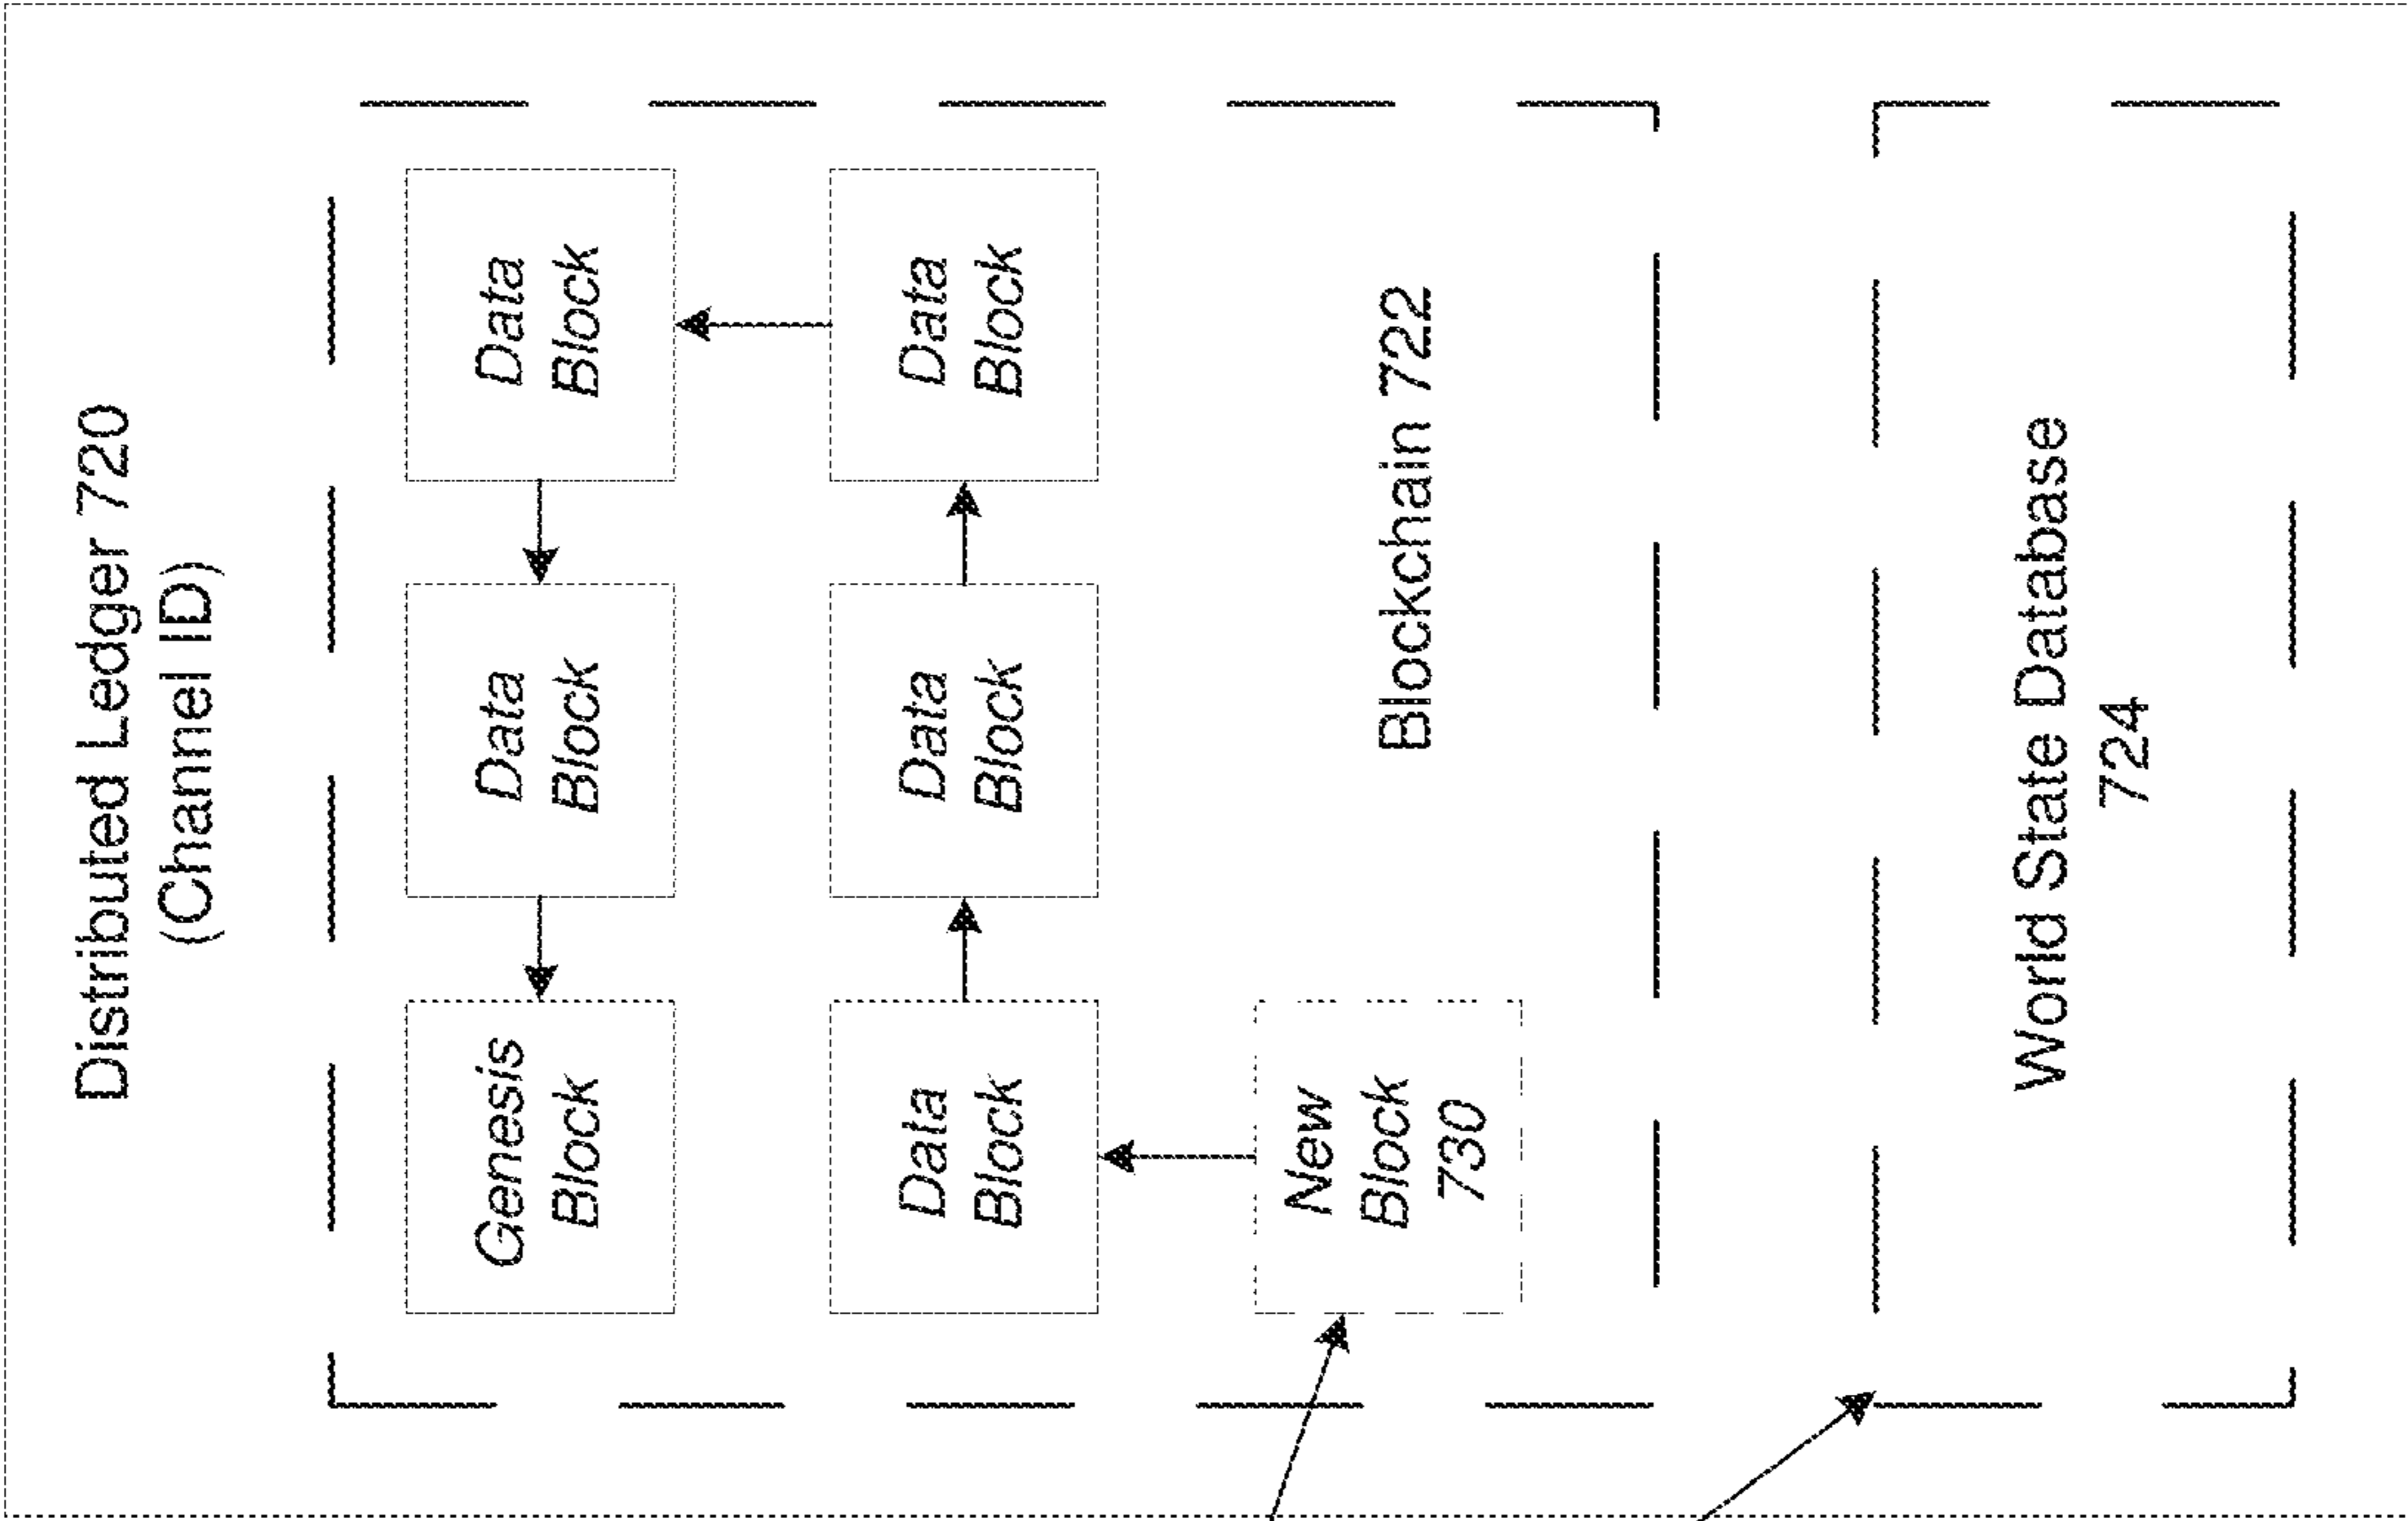 Distributed Ledger 720
(Channel ID)
Genesis
Block
Data
Block
Data
Block
Data
Block
Data
Block
Data
Block
New
Block
730
Blockchain 722
World State Database
724